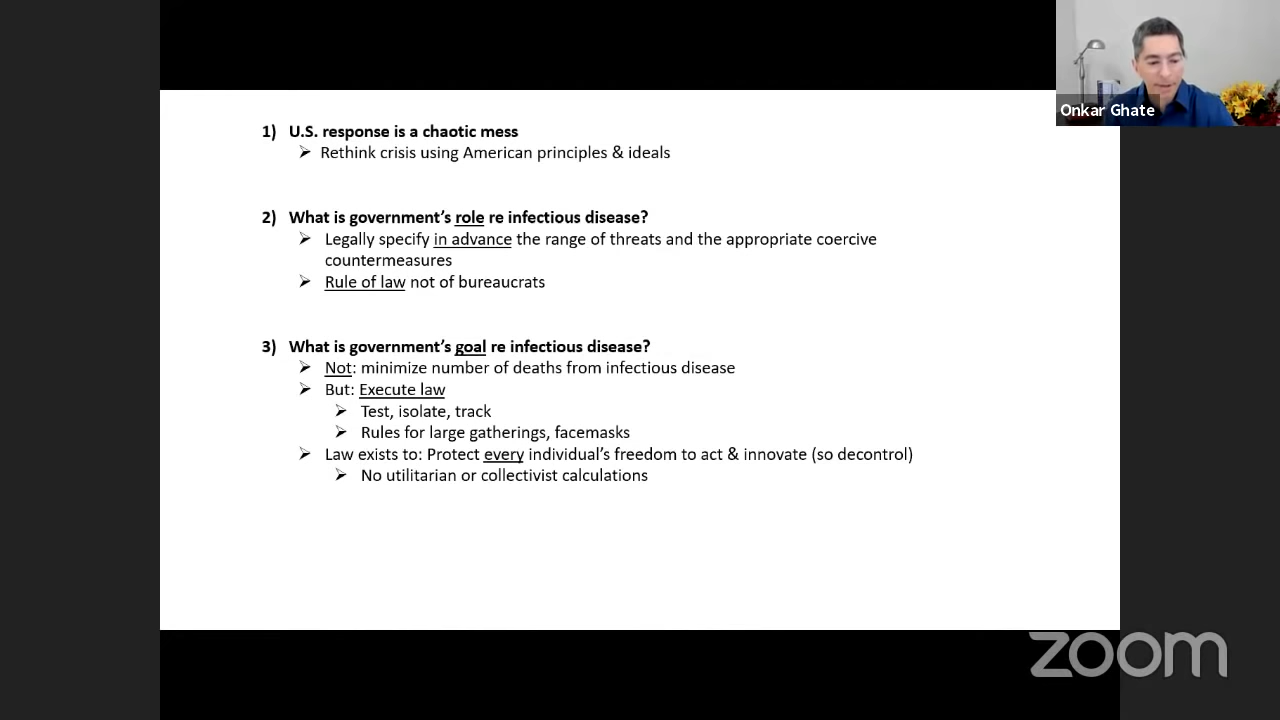 Onkar Ghate
1) U.S. response is a chaotic mess
➢ Rethink crisis using American principles & ideals
2) What is government's role re infectious disease?
➢ Legally specify in advance the range of threats and the appropriate coercive
countermeasures
➢ Rule of law not of bureaucrats
3) What is government's goal re infectious disease?
➢ Not: minimize number of deaths from infectious disease
➢ But: Execute law
➢ Test, isolate, track
➢ Rules for large gatherings, facemasks
➢ Law exists to: Protect every individual's freedom to act & innovate (so decontrol)
➢ No utilitarian or collectivist calculations
zoom